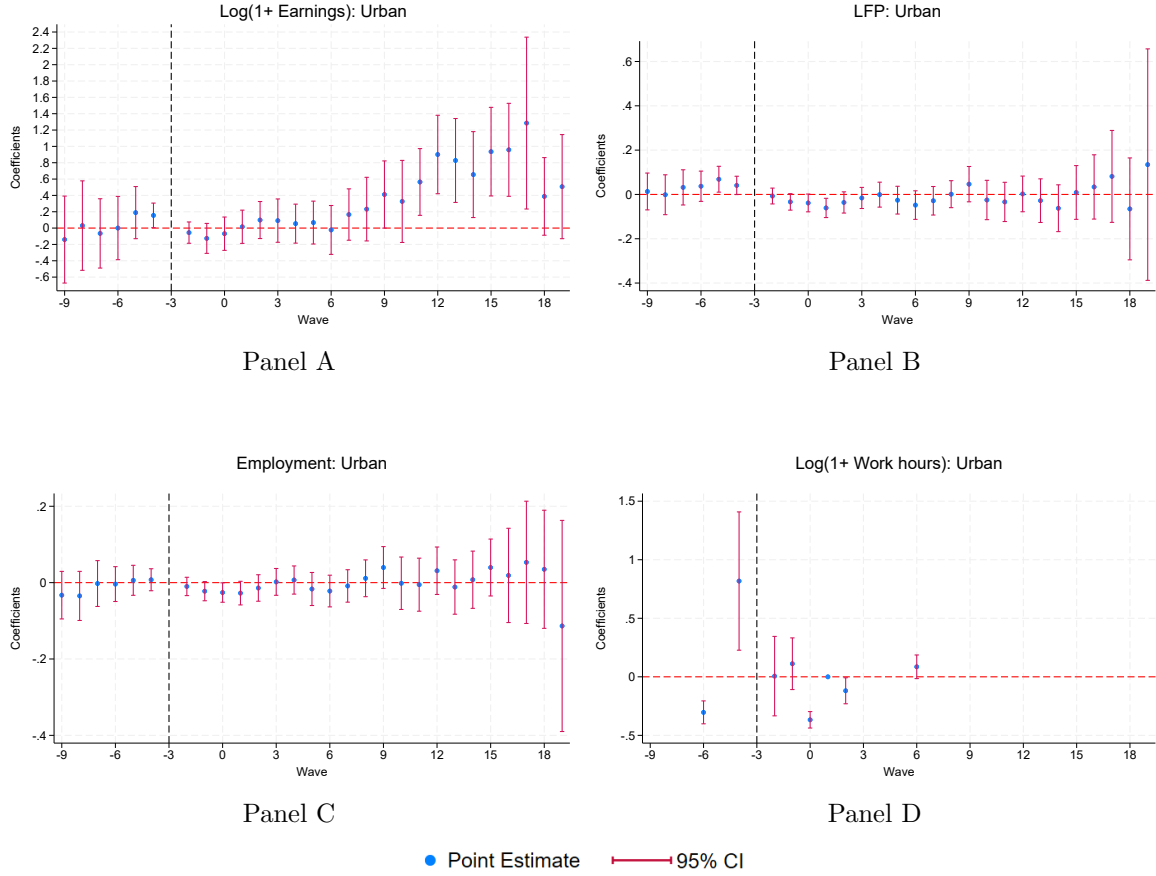 Log(1+ Earnings): Urban
Coefficients
2.4
2.2
2
1.8
1.6
1.4
1.2
1
.8
.6
.4
.2
0
-.2
-.4
-.6
-9 -6 -3 0 3 6 9 12 15 18
Wave
Panel A
LFP: Urban
Coefficients
.6
.4
.2
0
-.2
-.4
-9 -6 -3 0 3 6 9 12 15 18
Wave
Panel B
Employment: Urban
Coefficients
.2
0
-.2
-.4
-9 -6 -3 0 3 6 9 12 15 18
Wave
Panel C
Log(1+ Work hours): Urban
Coefficients
1.5
1
.5
0
-.5
-9 -6 -3 0 3 6 9 12 15 18
Wave
Panel D
Point Estimate 95% CI